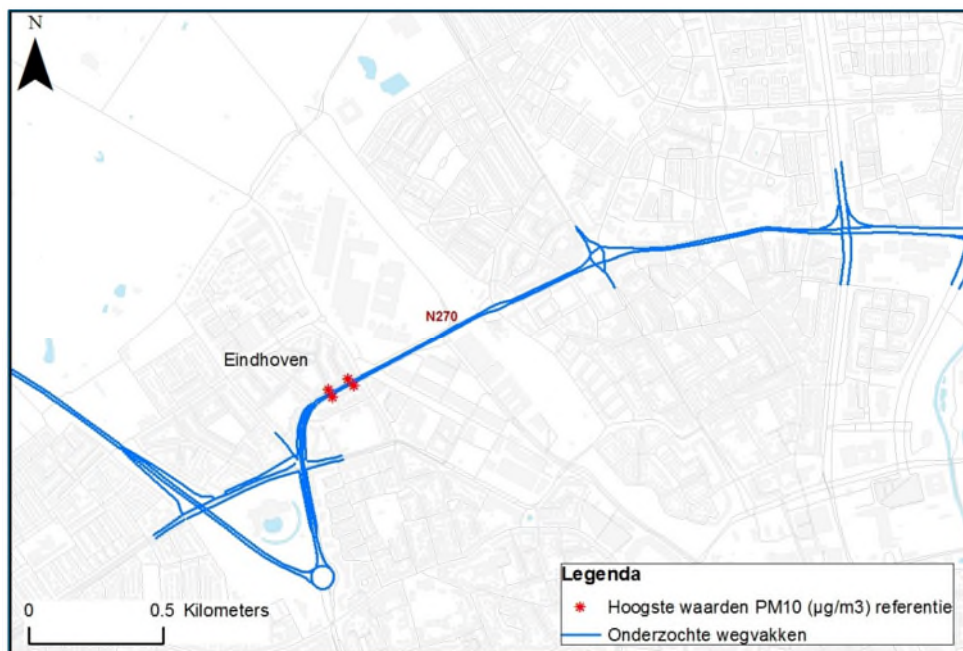 N
N270
Eindhoven
Legenda
Hoogste waarden PM10 (µg/m3) referentie
Onderzochte wegvakken
0 0.5 Kilometers